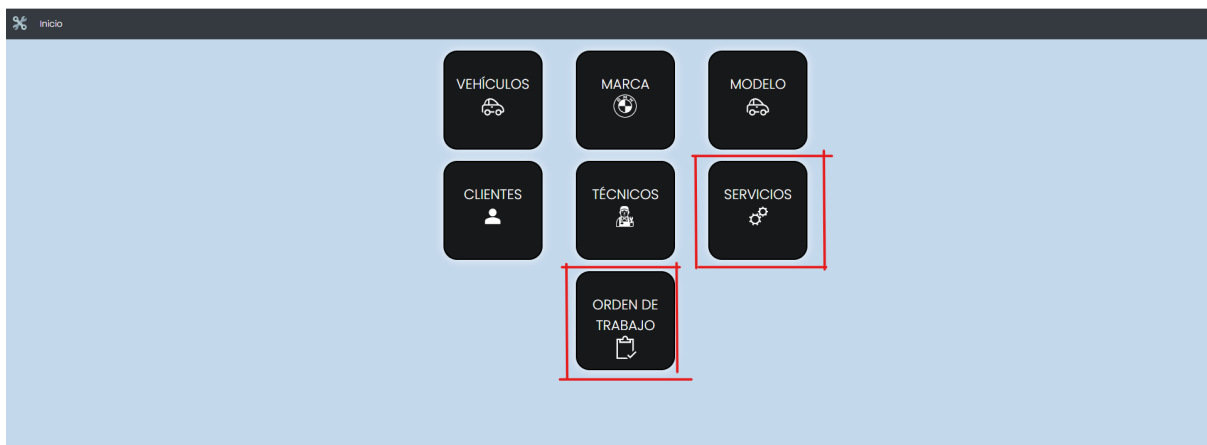 Inicio
VEHÍCULOS
MARCA
MODELO
CLIENTES
TÉCNICOS
SERVICIOS
ORDEN DE
TRABAJO